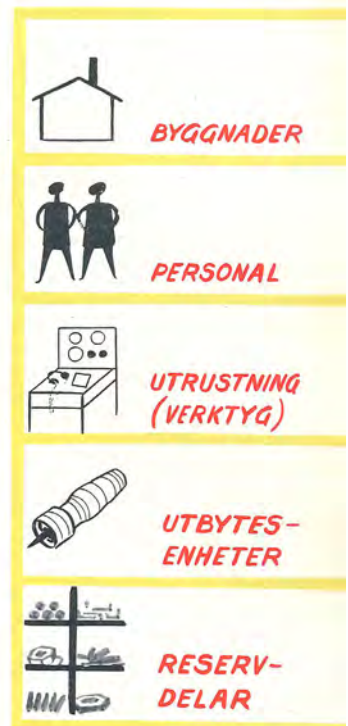 BYGGNADER
PERSONAL
UTRUSTNING
(VERKTYG)
UTBYTES-
ENHETER
RESERV-
DELAR